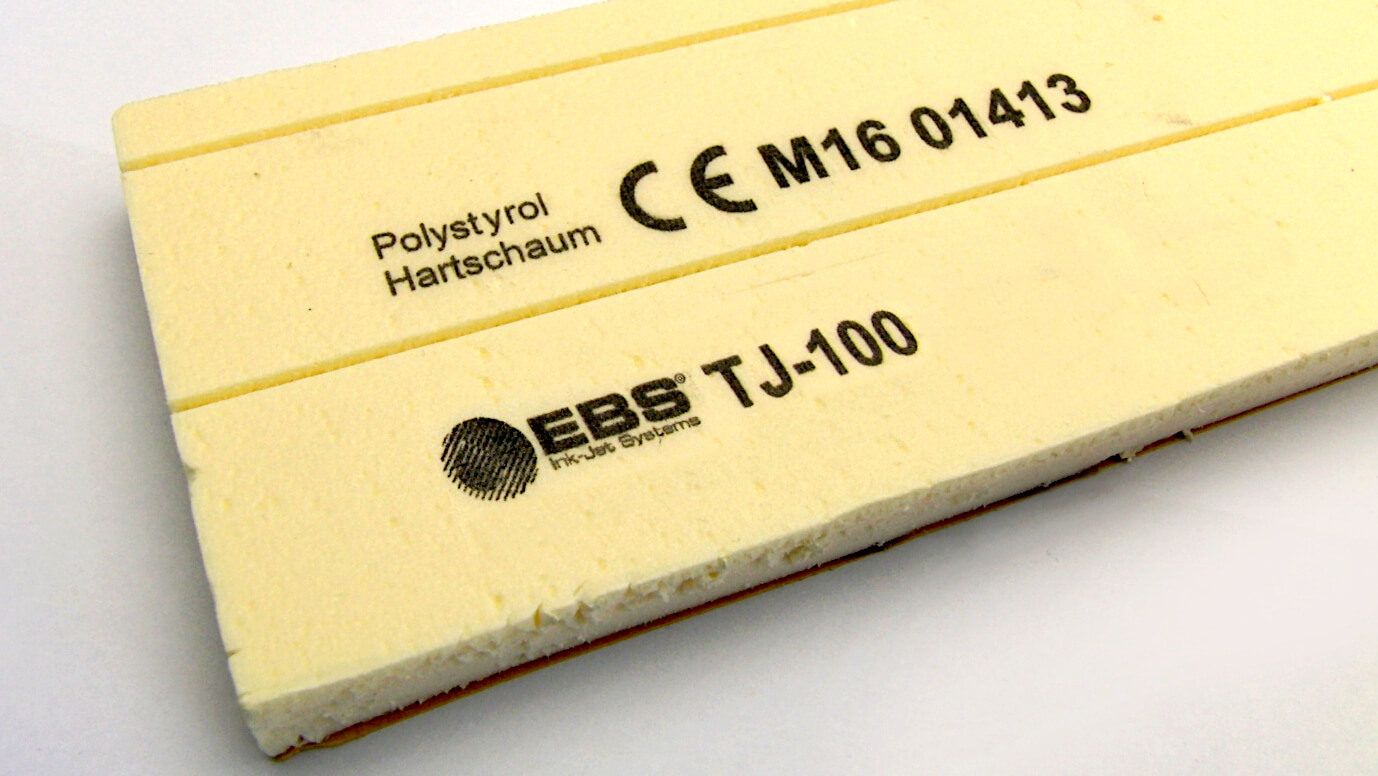 Polystyrol
Hartschaum
CE M16 01413
EBS® TJ-100
Ink-Jet Systems